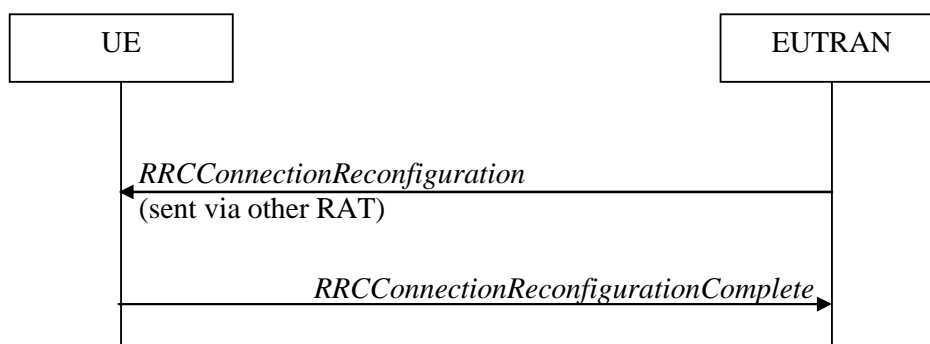 UE
EUTRAN
RRCConnectionReconfiguration
(sent via other RAT)
RRCConnectionReconfigurationComplete